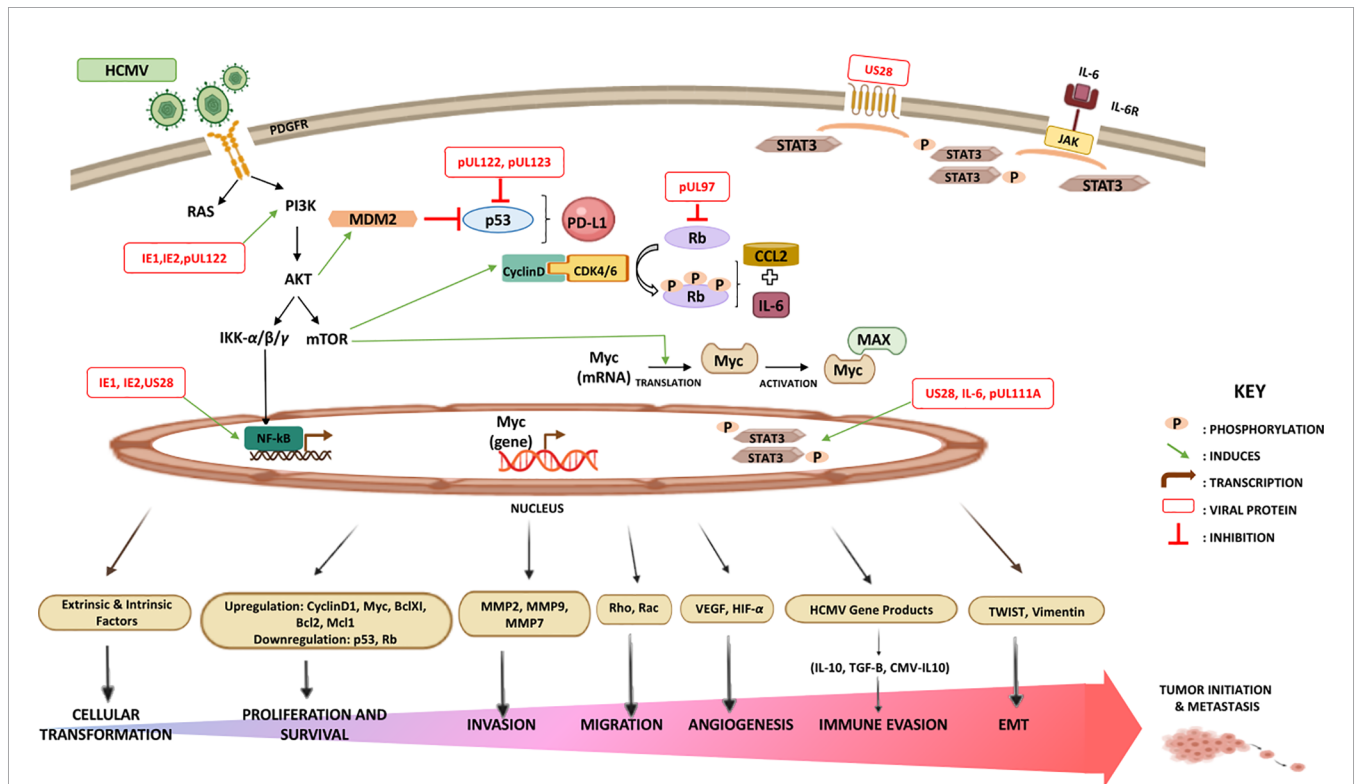 HCMV
PDGFR
US28
IL-6
IL-6R
JAK
STAT3
P
STAT3
STAT3
P
STAT3
pUL122, pUL123
pUL97
RAS
PI3K
MDM2
p53
PD-L1
Rb
IE1,IE2,pUL122
AKT
CyclinD
CDK4/6
P
P
P
Rb
CCL2
IL-6
IKK-α/β/γ
mTOR
Myc
(mRNA)
TRANSLATION
Myc
ACTIVATION
MAX
Myc
IE1, IE2,US28
US28, IL-6, pUL111A
NF-kB
Myc
(gene)
P
STAT3
STAT3
P
NUCLEUS
KEY
P
: PHOSPHORYLATION
: INDUCES
: TRANSCRIPTION
: VIRAL PROTEIN
: INHIBITION
Extrinsic & Intrinsic
Factors
Upregulation: CyclinD1, Myc, BclXl,
Bcl2, Mcl1
Downregulation: p53, Rb
MMP2, MMP9,
MMP7
Rho, Rac
VEGF, HIF-α
HCMV Gene Products
TWIST, Vimentin
(IL-10, TGF-B, CMV-IL10)
CELLULAR
TRANSFORMATION
PROLIFERATION AND
SURVIVAL
INVASION
MIGRATION
ANGIOGENESIS
IMMUNE EVASION
EMT
TUMOR INITIATION
& METASTASIS